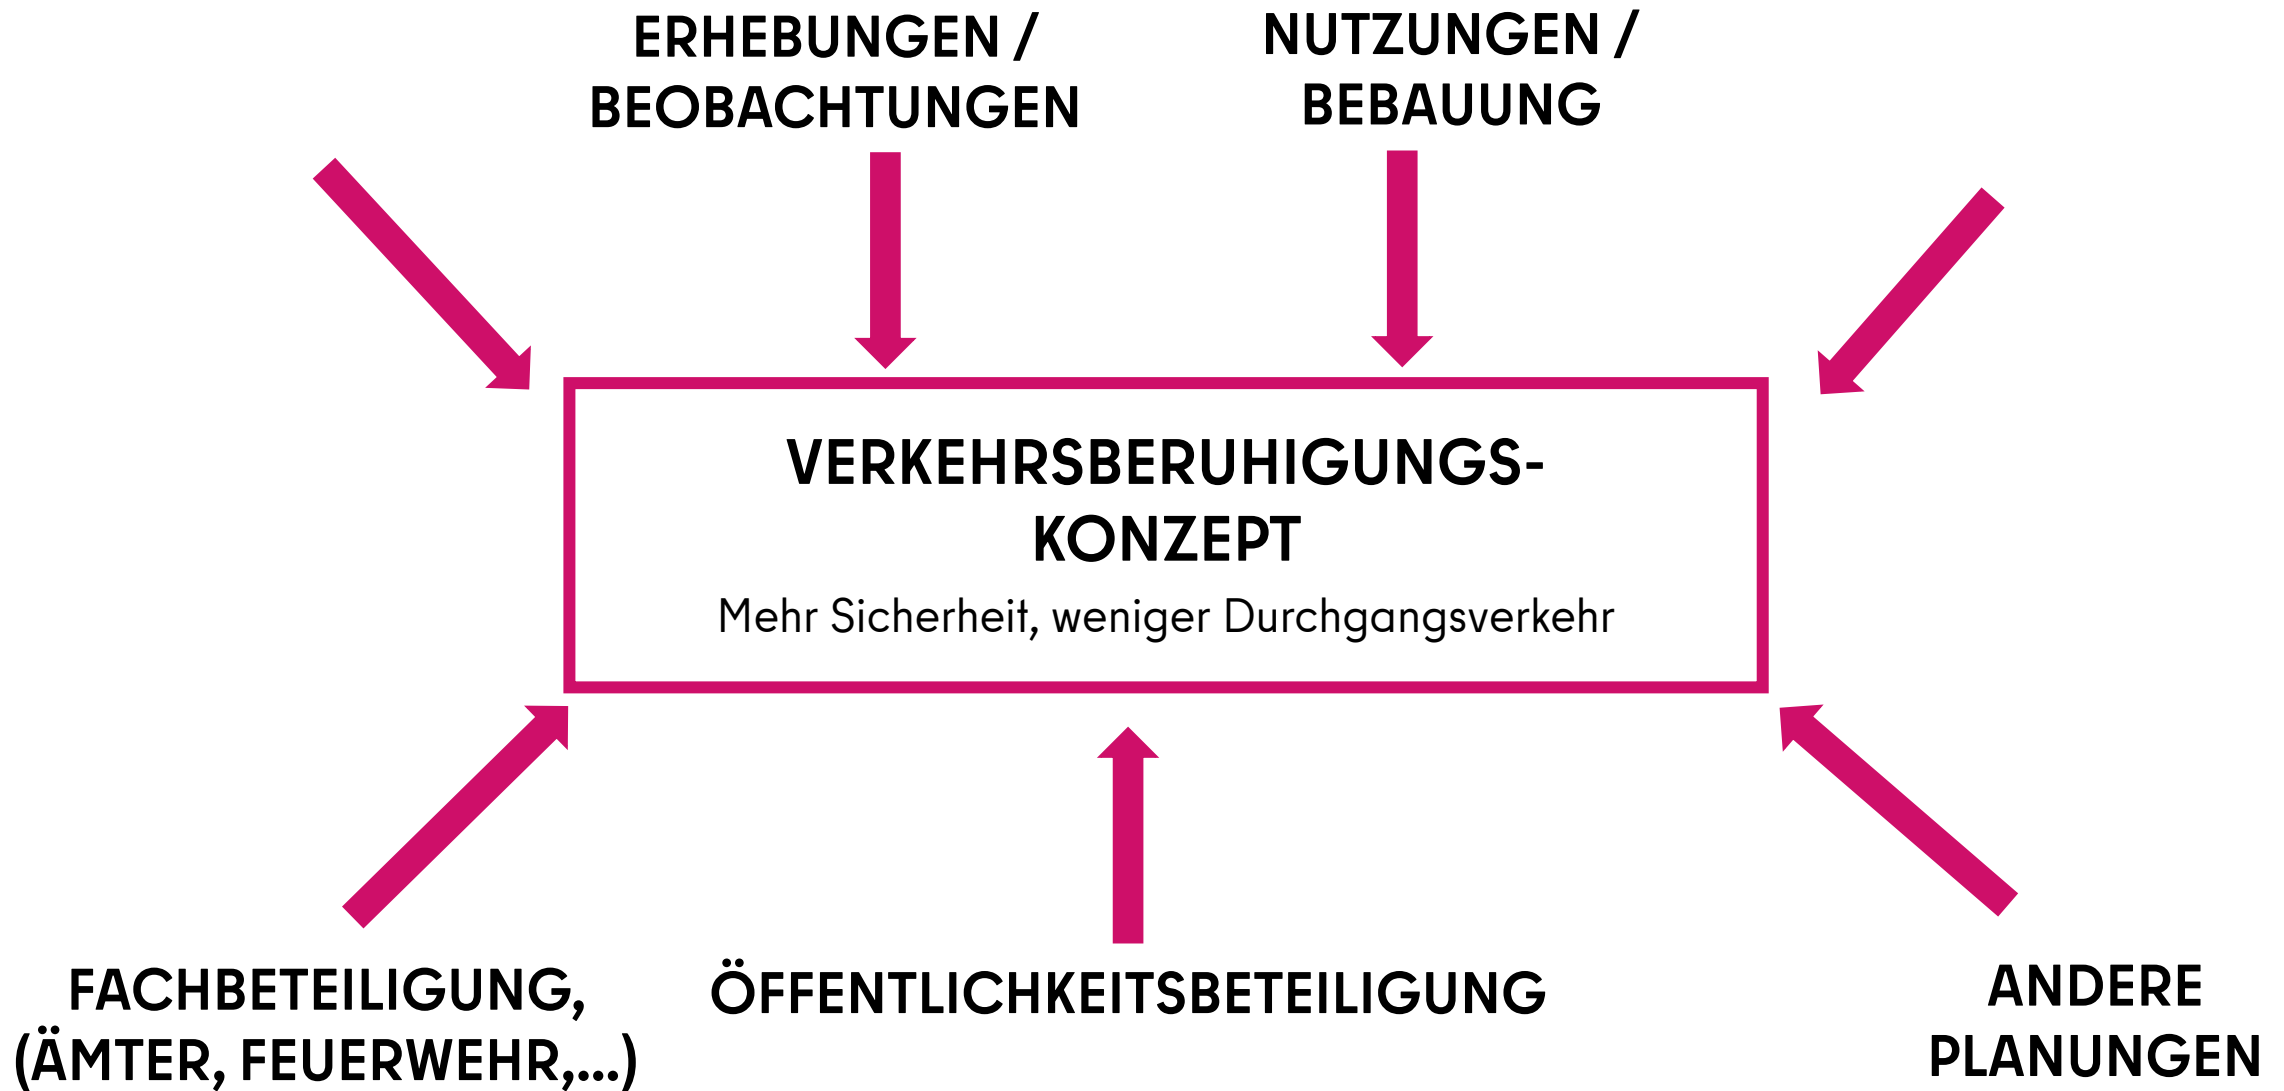 ERHEBUNGEN /
BEOBACHTUNGEN
NUTZUNGEN /
BEBAUUNG
VERKEHRSBERUHIGUNGS-
KONZEPT
Mehr Sicherheit, weniger Durchgangsverkehr
FACHBETEILIGUNG,
(ÄMTER, FEUERWEHR,...)
ÖFFENTLICHKEITSBETEILIGUNG
ANDERE
PLANUNGEN